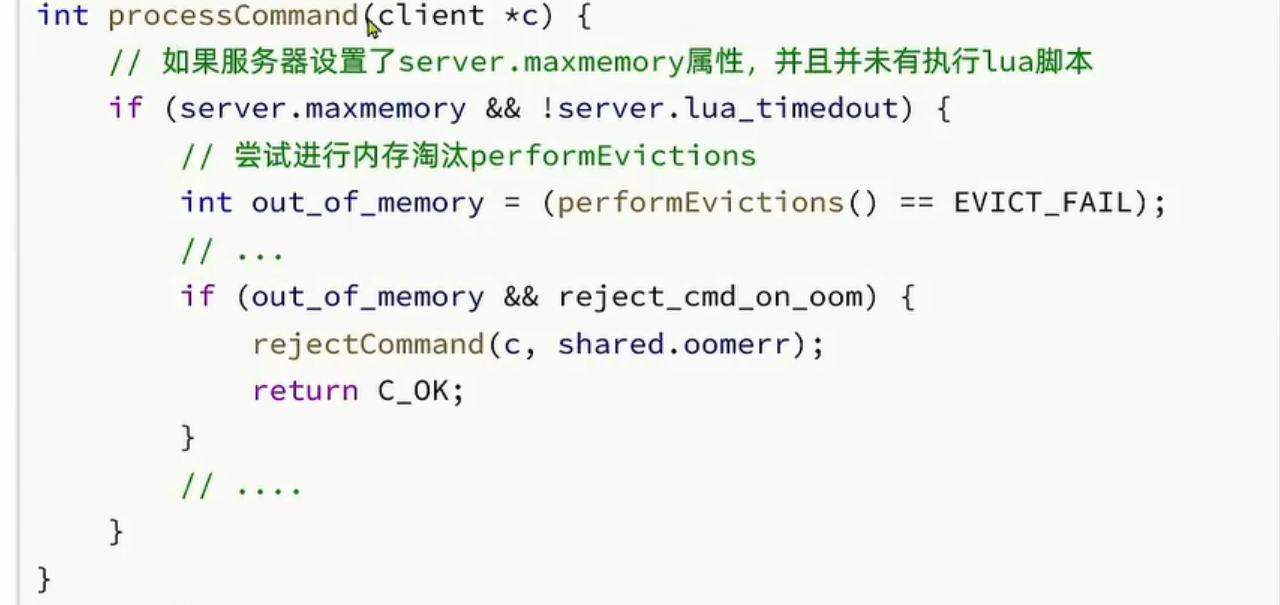 int processCommand(client *c) {
// 如果服务器设置了server.maxmemory属性，并且并未有执行lua脚本
if (server.maxmemory && !server.lua_timedout) {
// 尝试进行内存淘汰performEvictions
int out_of_memory = (performEvictions() == EVICT_FAIL);
// ...
if (out_of_memory && reject_cmd_on_oom) {
rejectCommand(c, shared.oomerr);
return C_OK;
}
// ....
}
}